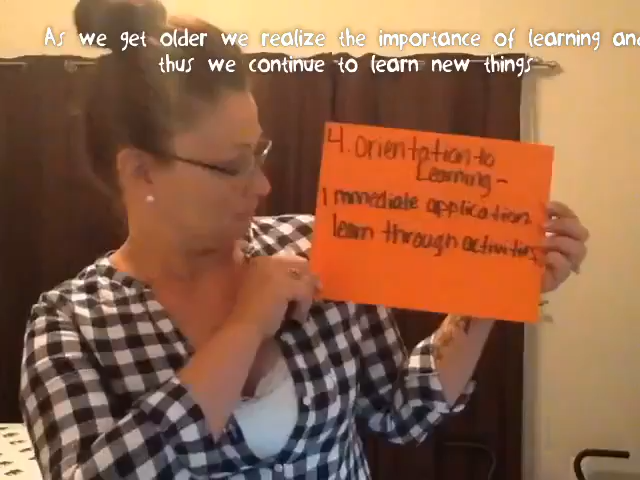 As we get older we realize the importance of learning and
thus we continue to learn new things
4. Orientation to
Learning -
Immediate application
learn through activities